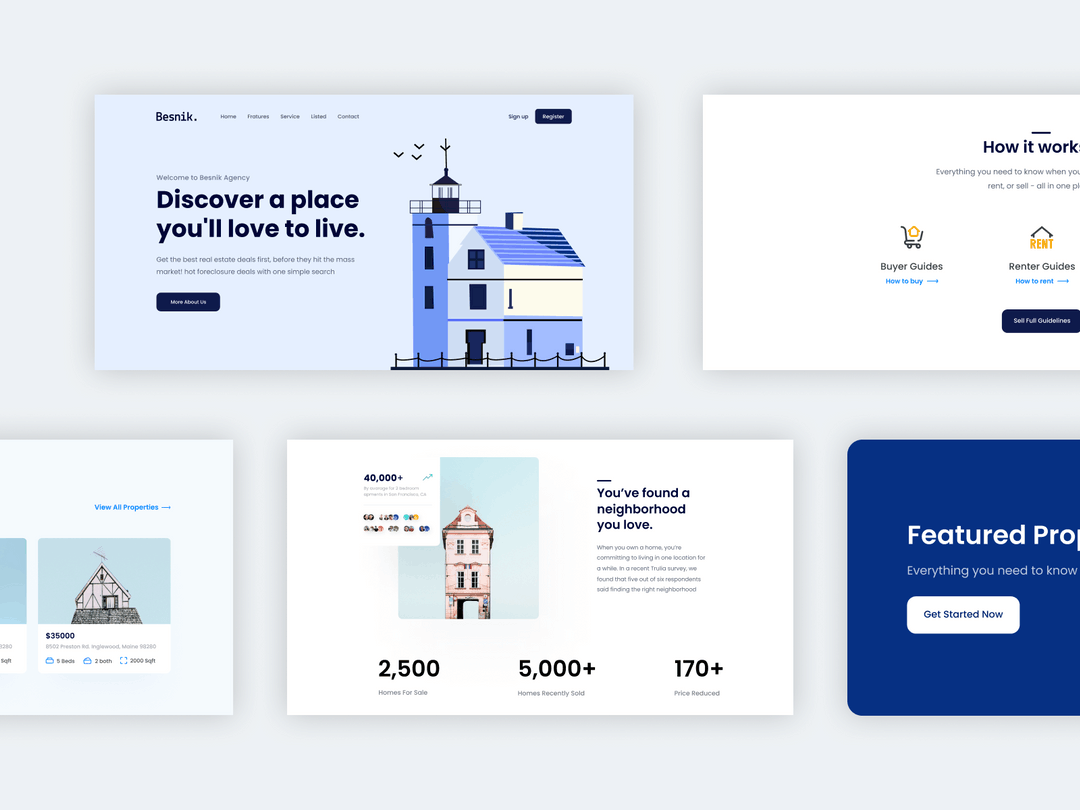 Besnik.
Home Fratures Service Listed Contact
Sign up Register
Welcome to Besnik Agency
Discover a place
you'll love to live.
Get the best real estate deals first, before they hit the mass
market! hot foreclosure deals with one simple search
More About Us
How it work
Everything you need to know when you
rent, or sell - all in one
RENT
Buyer Guides
How to buy
Renter Guides
How to rent
Sell Full Guidelines
View All Properties
6280
Sqft
$35000
8502 Preston Rd. Inglewood, Maine 98280
5 Beds 2 bath 2000 Sqft
40,000+
By avarage for 2 bedroom
apments in San Francisco, CA
You’ve found a
neighborhood
you love.
When you own a home, you’re
committing to living in one location for
a while. In a recent Trulia survey, we
found that five out of six respondents
said finding the right neighborhood
2,500
Homes For Sale
5,000+
Homes Recently Sold
170+
Price Reduced
Featured Pro
Everything you need to know
Get Started Now